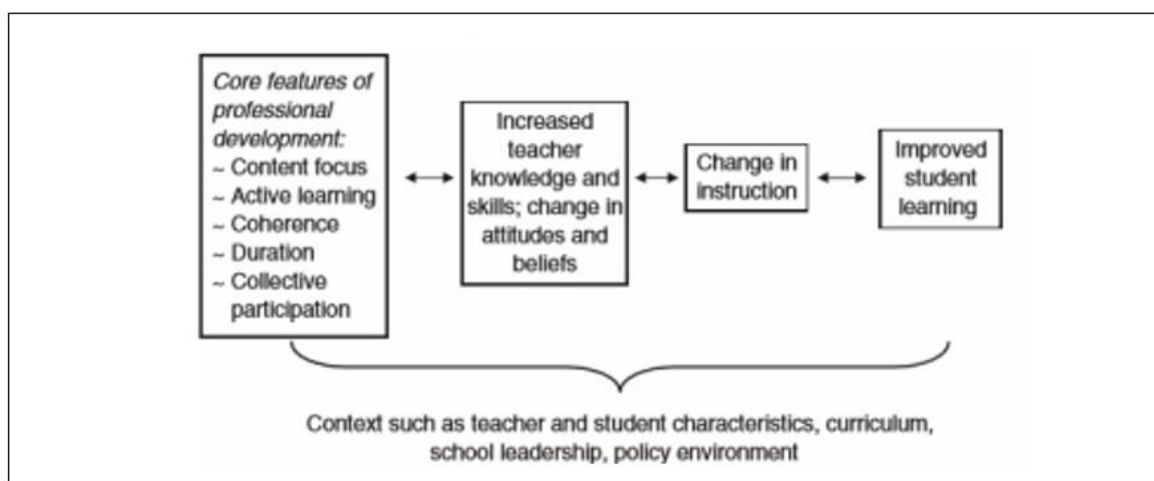 Core features of
professional
development:
~ Content focus
~ Active learning
~ Coherence
~ Duration
~ Collective
participation
Increased
teacher
knowledge and
skills; change in
attitudes and
beliefs
Change in
instruction
Improved
student
learning
Context such as teacher and student characteristics, curriculum,
school leadership, policy environment